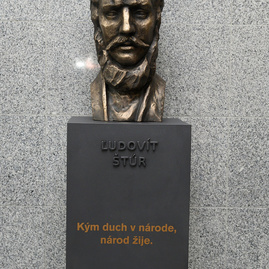 ĽUDOVÍT
ŠTÚR
Kým duch v národe,
národ žije.